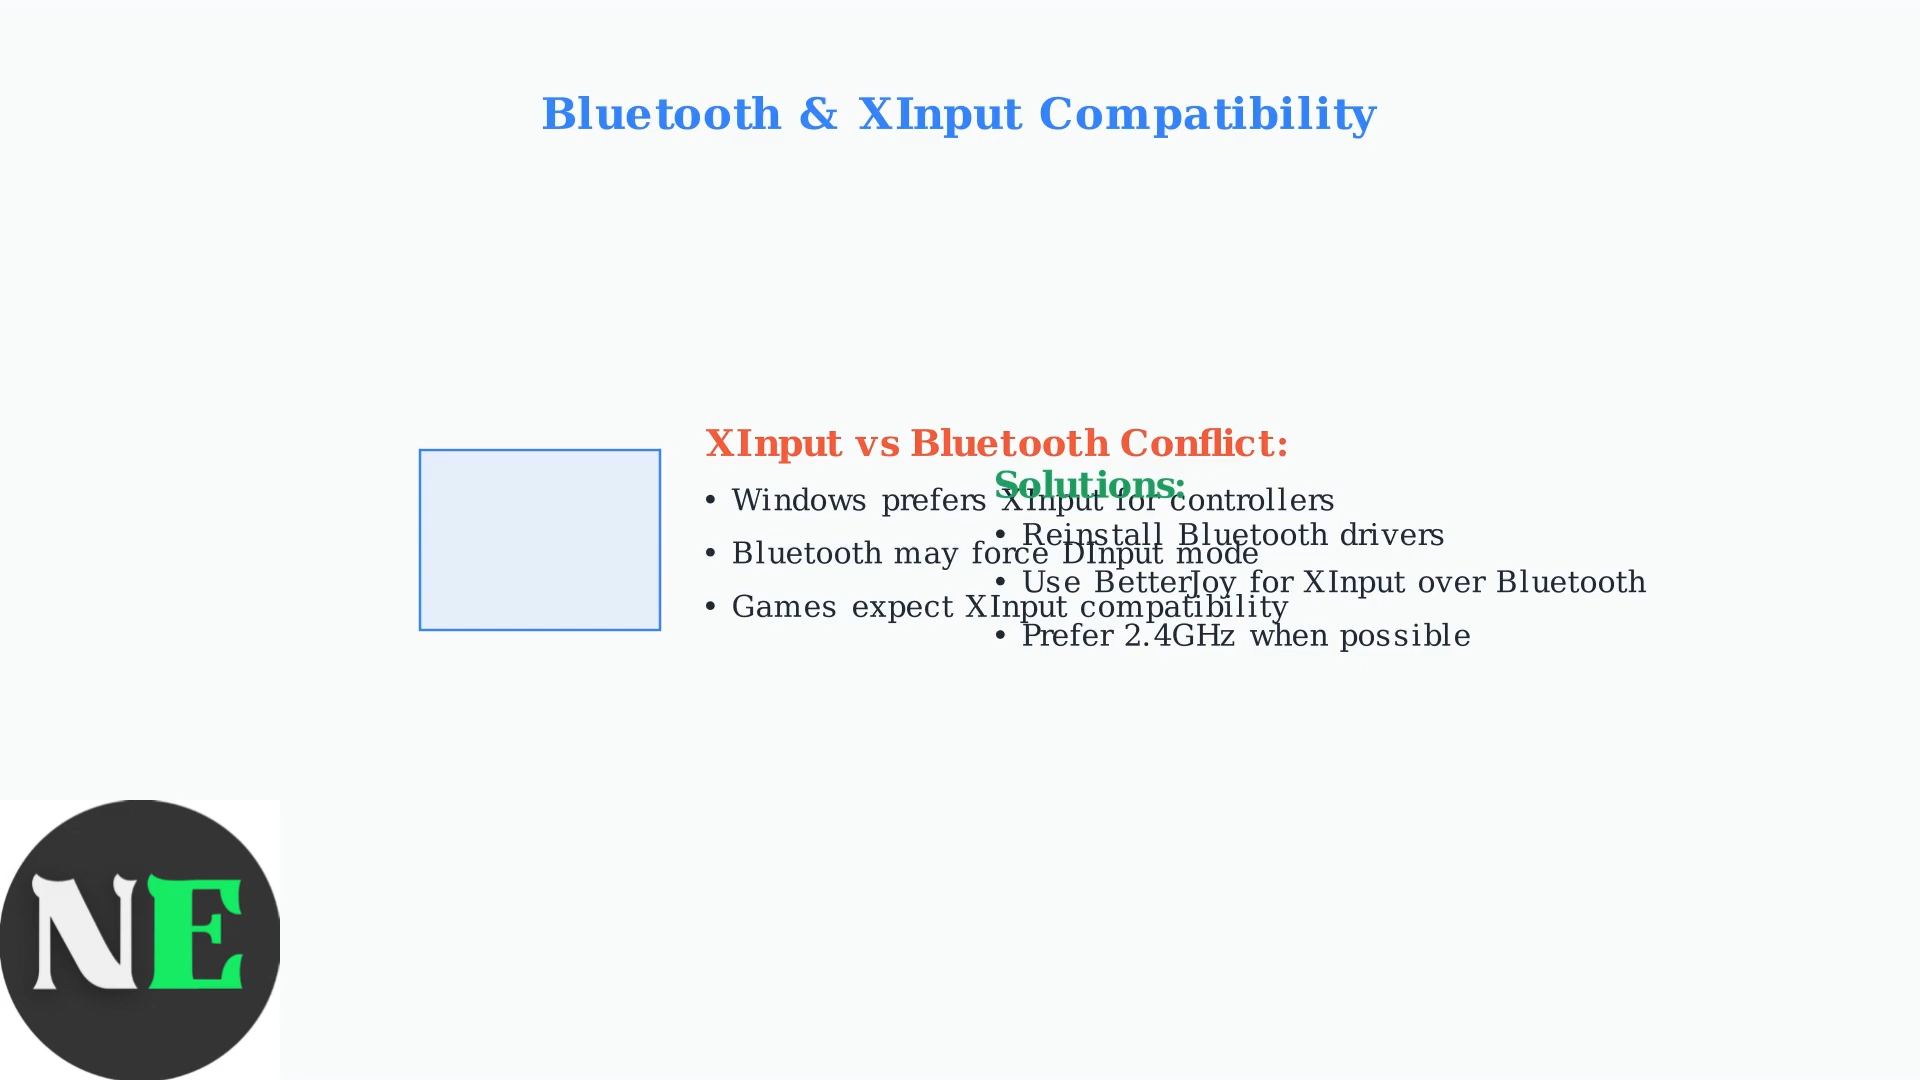 Bluetooth & XInput Compatibility
XInput vs Bluetooth Conflict:
• Windows prefers XInput for controllers
• Bluetooth may force DInput mode
• Games expect XInput compatibility
Solutions:
• Reinstall Bluetooth drivers
• Use BetterJoy for XInput over Bluetooth
• Prefer 2.4GHz when possible
NE